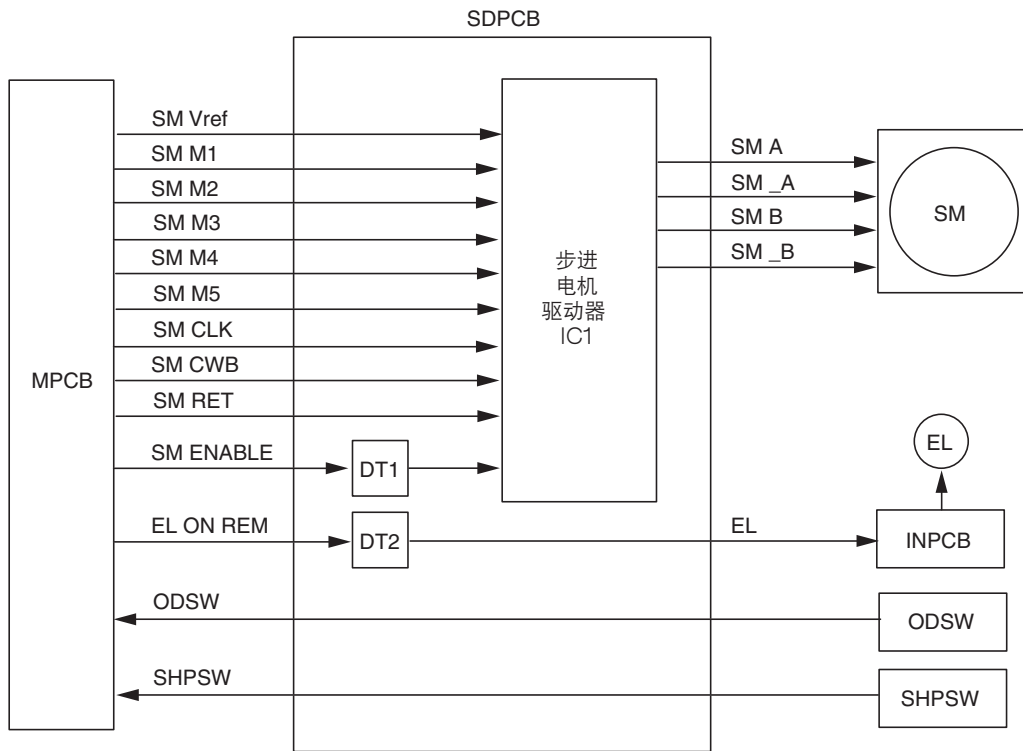 SDPCB
MPCB
SM Vref
SM M1
SM M2
SM M3
SM M4
SM M5
SM CLK
SM CWB
SM RET
SM ENABLE
DT1
EL ON REM
DT2
ODSW
SHPSW
步进
电机
驱动器
IC1
SM A
SM _A
SM B
SM _B
SM
EL
EL
INPCB
ODSW
SHPSW